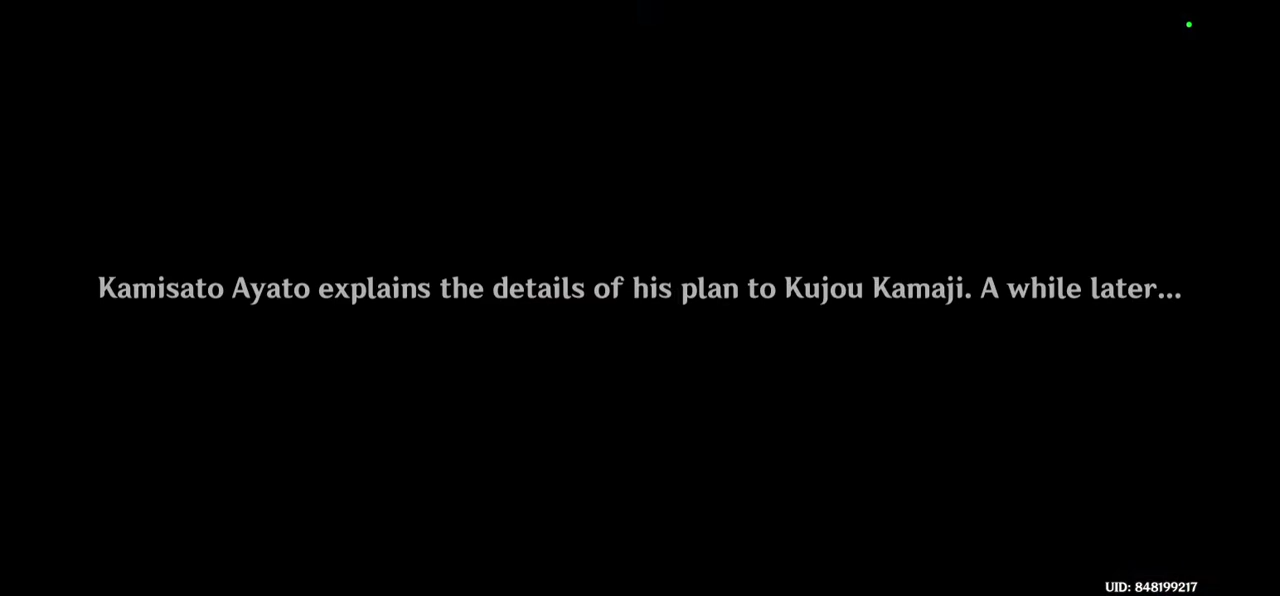 Kamisato Ayato explains the details of his plan to Kujou Kamaji. A while later...
UID: 848199217